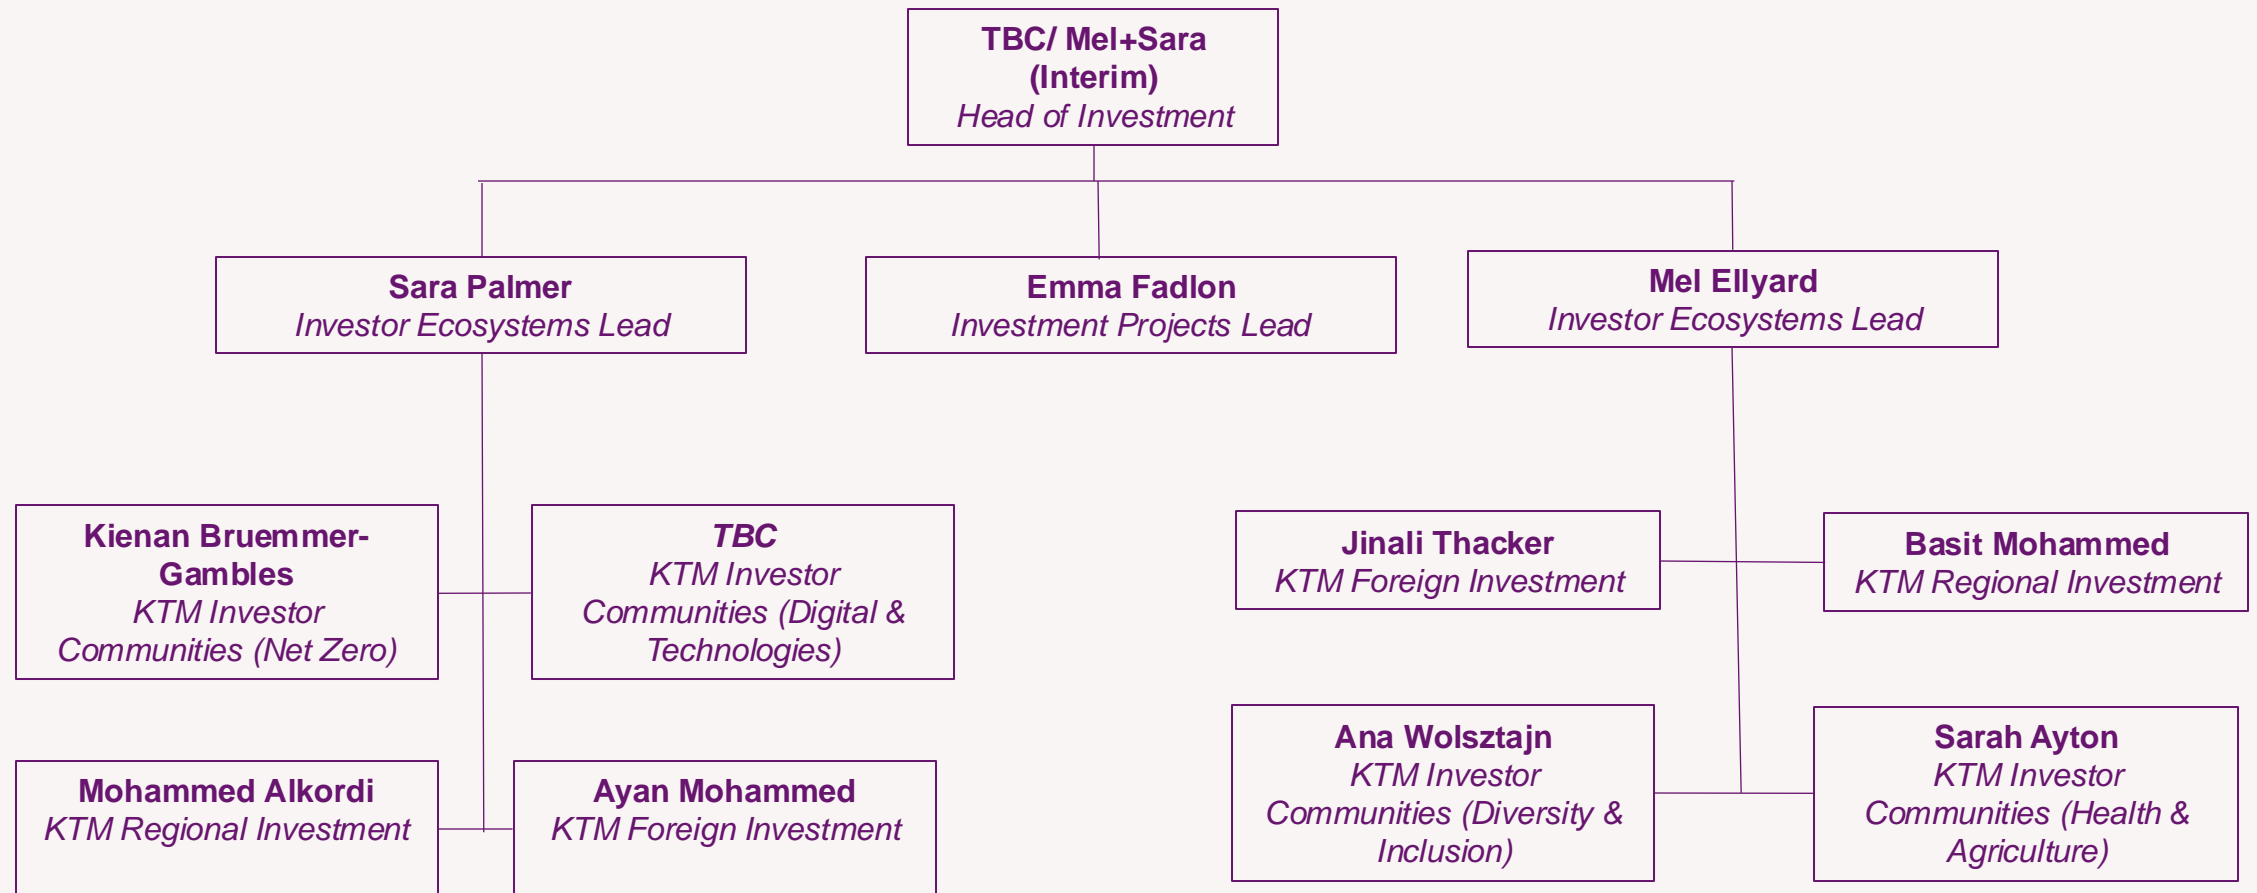 TBC/ Mel+Sara
(Interim)
Head of Investment
Sara Palmer
Investor Ecosystems Lead
Emma Fadlon
Investment Projects Lead
Mel Ellyard
Investor Ecosystems Lead
Kienan Bruemmer-
Gambles
KTM Investor
Communities (Net Zero)
TBC
KTM Investor
Communities (Digital &
Technologies)
Jinali Thacker
KTM Foreign Investment
Basit Mohammed
KTM Regional Investment
Mohammed Alkordi
KTM Regional Investment
Ayan Mohammed
KTM Foreign Investment
Ana Wolsztajn
KTM Investor
Communities (Diversity &
Inclusion)
Sarah Ayton
KTM Investor
Communities (Health &
Agriculture)